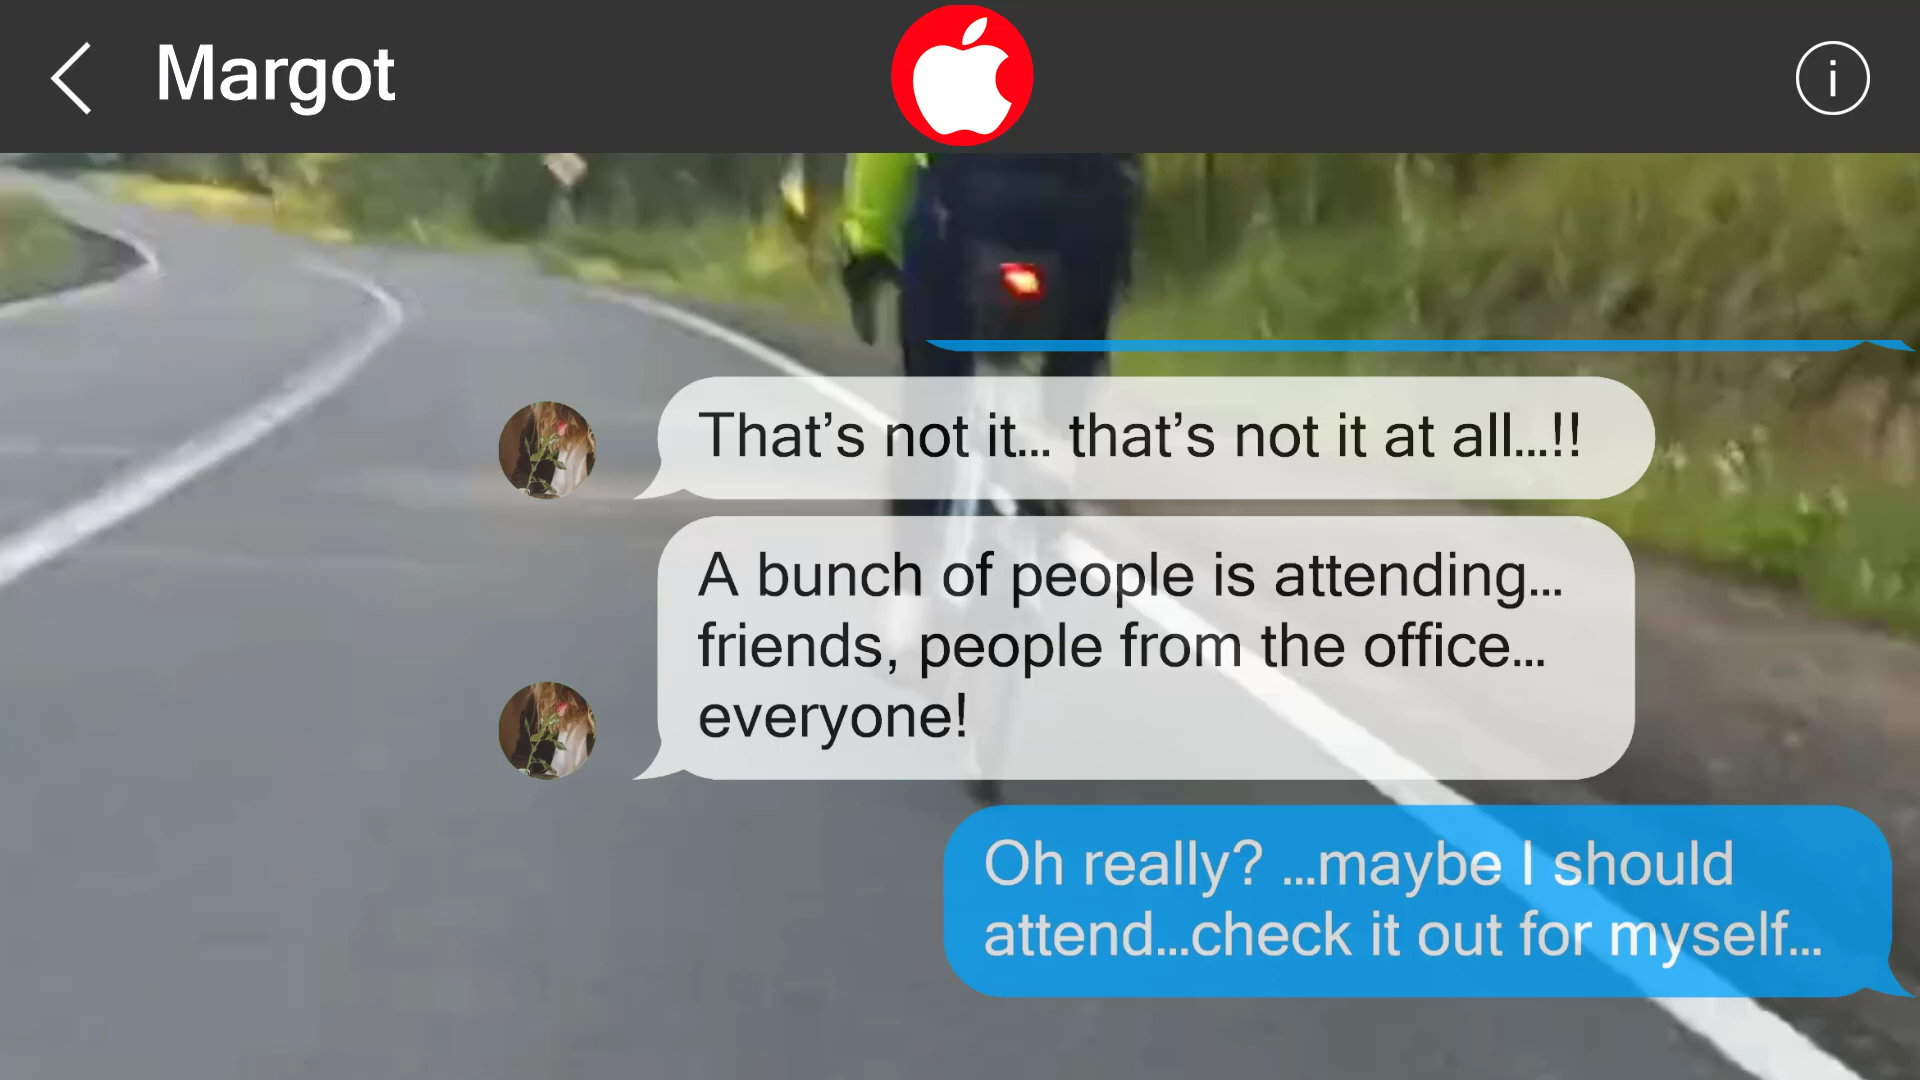 Margot
i
That’s not it... that’s not it at all...!!
A bunch of people is attending...
friends, people from the office...
everyone!
Oh really? ...maybe I should
attend...check it out for myself...